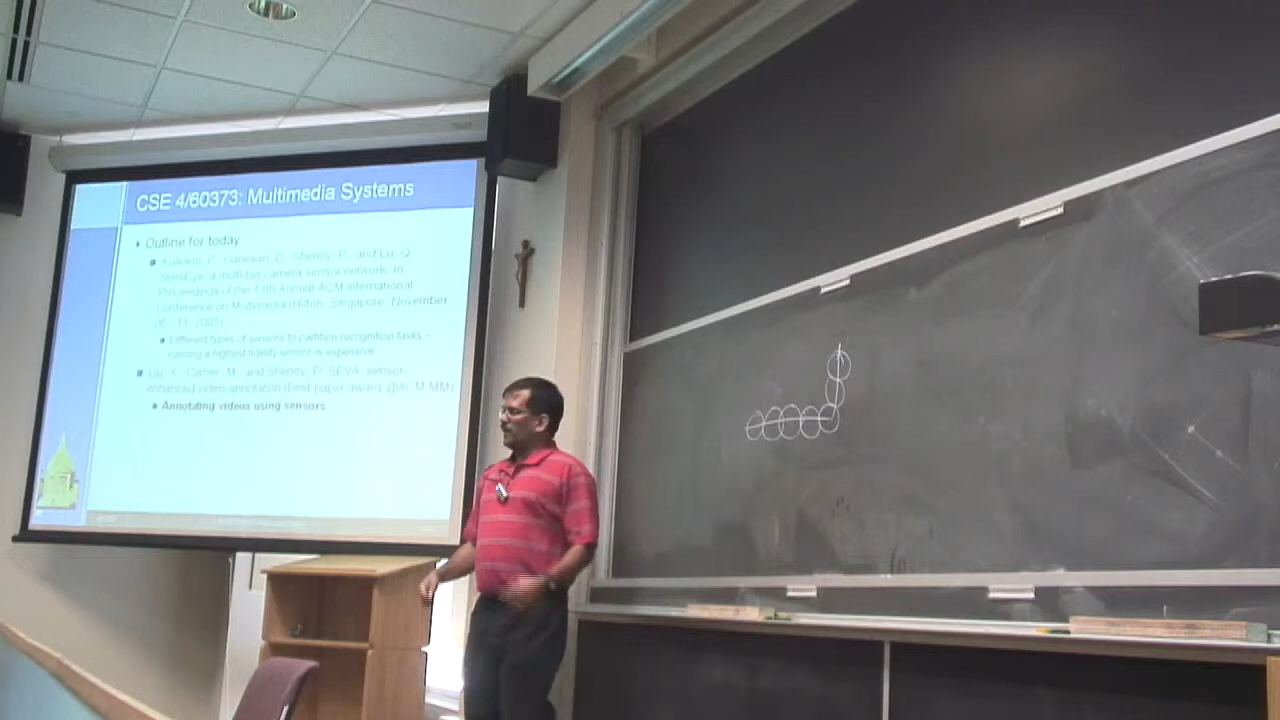 CSE 4/60373: Multimedia Systems
Outline for today
Kulkarni, P., Ganesan, D., Shenoy, P., and Lu, Q.
SensEye: a multi-tier camera sensor network. In
Proceedings of the 13th Annual ACM international
Conference on Multimedia (Hilton, Singapore, November
06 - 11, 2005)
Different types of sensors to partition recognition tasks –
running a highest fidelity sensor is expensive
Liu, X., Corner, M., and Shenoy, P. SEVA: sensor-
enhanced video annotation (best paper award @ACM MM)
Annotating videos using sensors